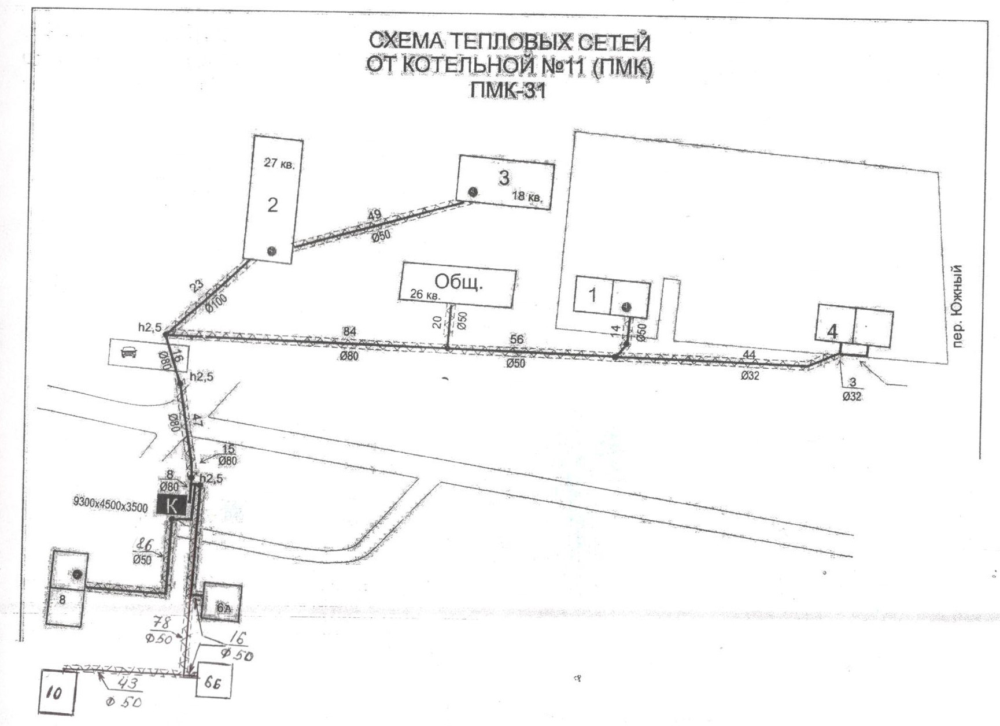 СХЕМА ТЕПЛОВЫХ СЕТЕЙ
ОТ КОТЕЛЬНОЙ №11 (ПМК)
ПМК-31
27 кв.
2
3
18 кв.
49
Ø50
23
Ø100
Общ.
26 кв.
20
Ø50
1
14
Ø50
4
пер. Южный
h2,5
84
Ø80
56
Ø50
44
Ø32
3
Ø32
16
Ø80
h2,5
47
Ø80
15
Ø80
8
Ø80
h2,5
К
9300х4500х3500
86
Ø50
8
6А
78
Ф50
16
Ф50
10
43
Ф50
6Б